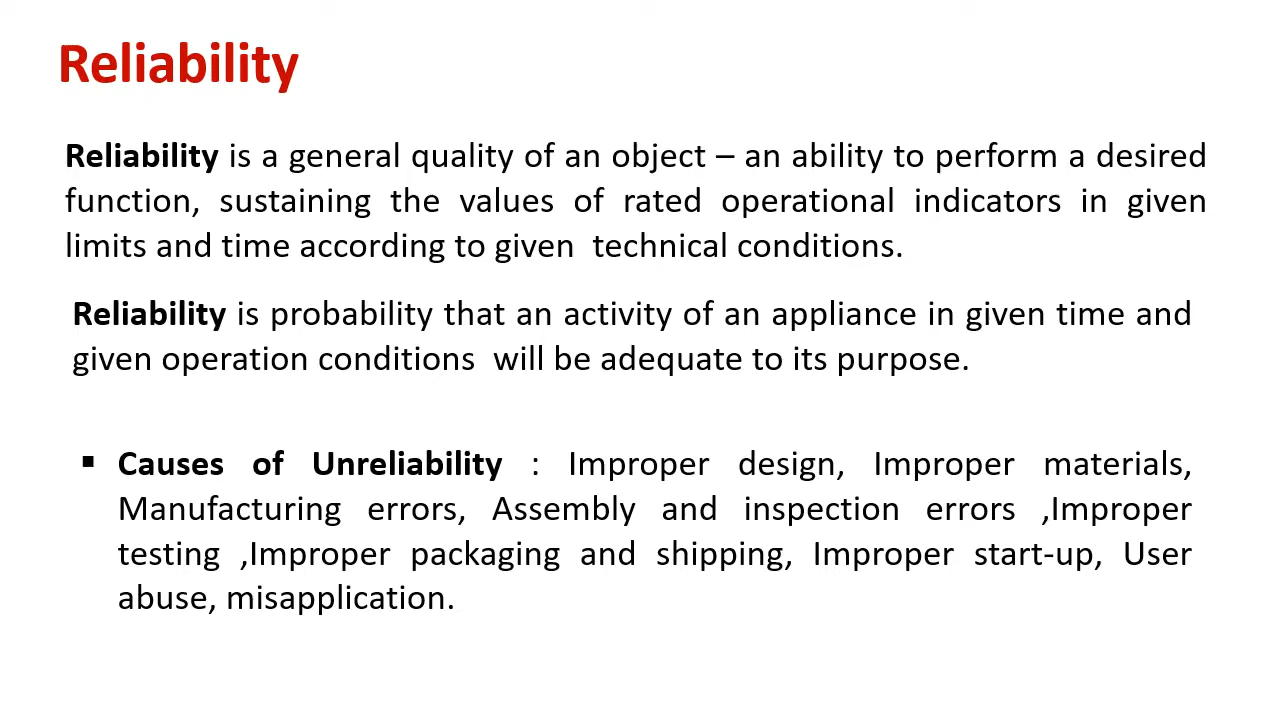 Reliability
Reliability is a general quality of an object – an ability to perform a desired
function, sustaining the values of rated operational indicators in given
limits and time according to given  technical conditions.
Reliability is probability that an activity of an appliance in given time and
given operation conditions  will be adequate to its purpose.
▪ Causes of Unreliability : Improper design, Improper materials,
Manufacturing errors, Assembly and inspection errors ,Improper
testing ,Improper packaging and shipping, Improper start-up, User
abuse, misapplication.